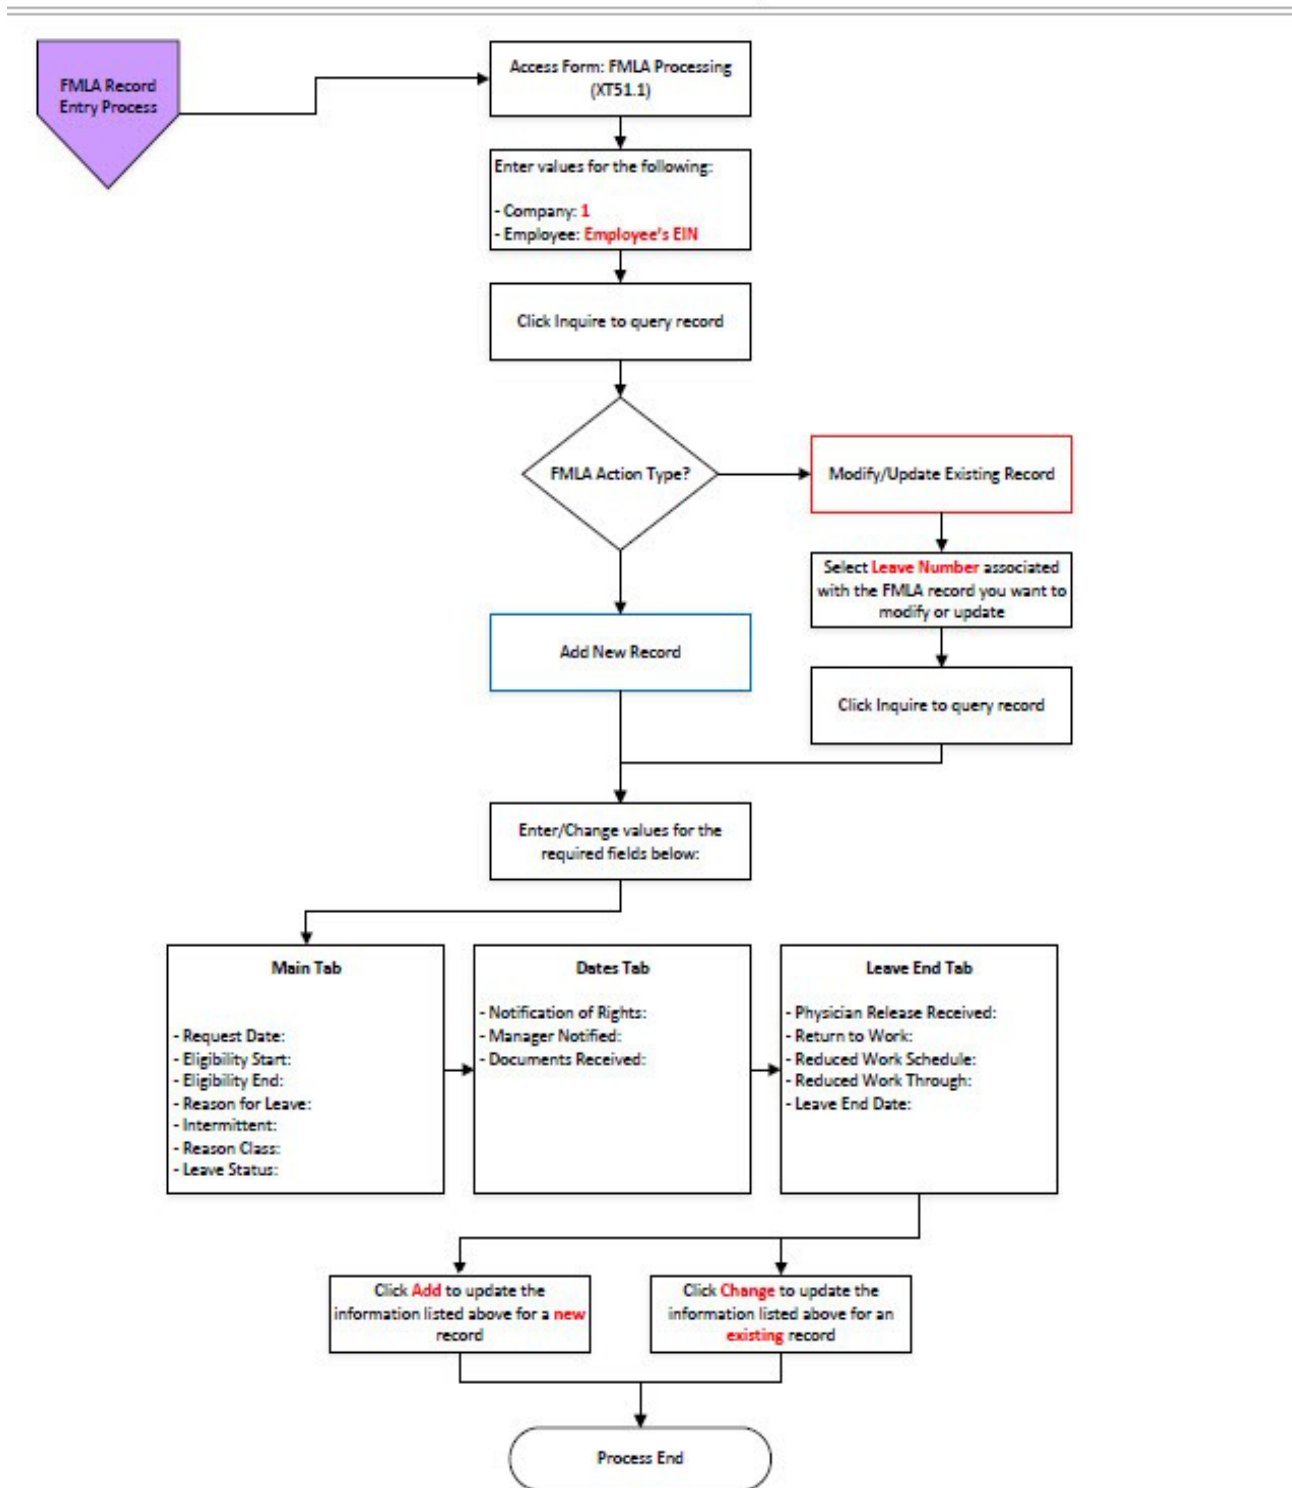 FMLA Record
Entry Process
Access Form: FMLA Processing
(XT51.1)
Enter values for the following:
- Company: 1
- Employee: Employee's EIN
Click Inquire to query record
FMLA Action Type?
Modify/Update Existing Record
Select Leave Number associated
with the FMLA record you want to
modify or update
Add New Record
Click Inquire to query record
Enter/Change values for the
required fields below:
Main Tab
- Request Date:
- Eligibility Start:
- Eligibility End:
- Reason for Leave:
- Intermittent:
- Reason Class:
- Leave Status:
Dates Tab
- Notification of Rights:
- Manager Notified:
- Documents Received:
Leave End Tab
- Physician Release Received:
- Return to Work:
- Reduced Work Schedule:
- Reduced Work Through:
- Leave End Date:
Click Add to update the
information listed above for a new
record
Click Change to update the
information listed above for an
existing record
Process End